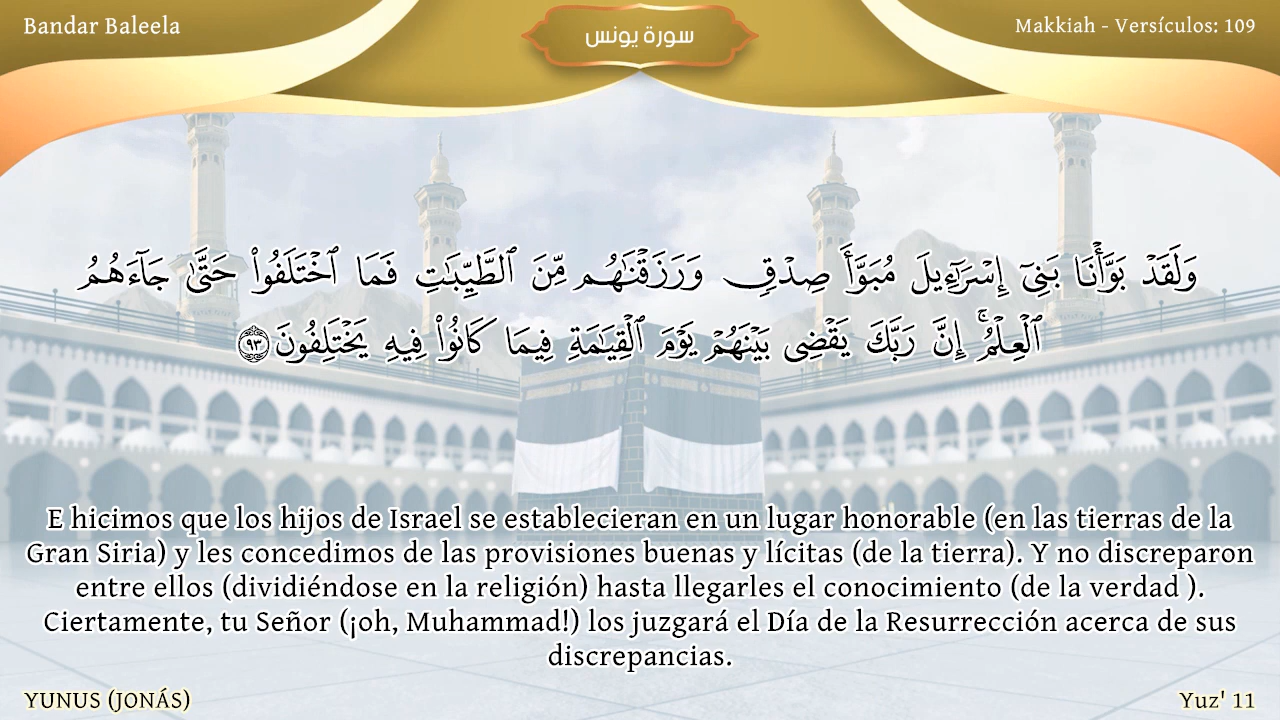 Bandar Baleela
سورة يونس
Makkiah - Versículos: 109
وَلَقَدۡ بَوَّأۡنَا بَنِيٓ إِسۡرَٰٓءِيلَ مُبَوَّأَ صِدۡقٖ وَرَزَقۡنَٰهُم مِّنَ ٱلطَّيِّبَٰتِ فَمَا ٱخۡتَلَفُواْ حَتَّىٰ جَآءَهُمُ
ٱلۡعِلۡمُۚ إِنَّ رَبَّكَ يَقۡضِي بَيۡنَهُمۡ يَوۡمَ ٱلۡقِيَٰمَةِ فِيمَا كَانُواْ فِيهِ يَخۡتَلِفُونَ ٩٣
E hicimos que los hijos de Israel se establecieran en un lugar honorable (en las tierras de la
Gran Siria) y les concedimos de las provisiones buenas y lícitas (de la tierra). Y no discreparon
entre ellos (dividiéndose en la religión) hasta llegarles el conocimiento (de la verdad ).
Ciertamente, tu Señor (¡oh, Muhammad!) los juzgará el Día de la Resurrección acerca de sus
discrepancias.
YUNUS (JONÁS)
Yuz' 11